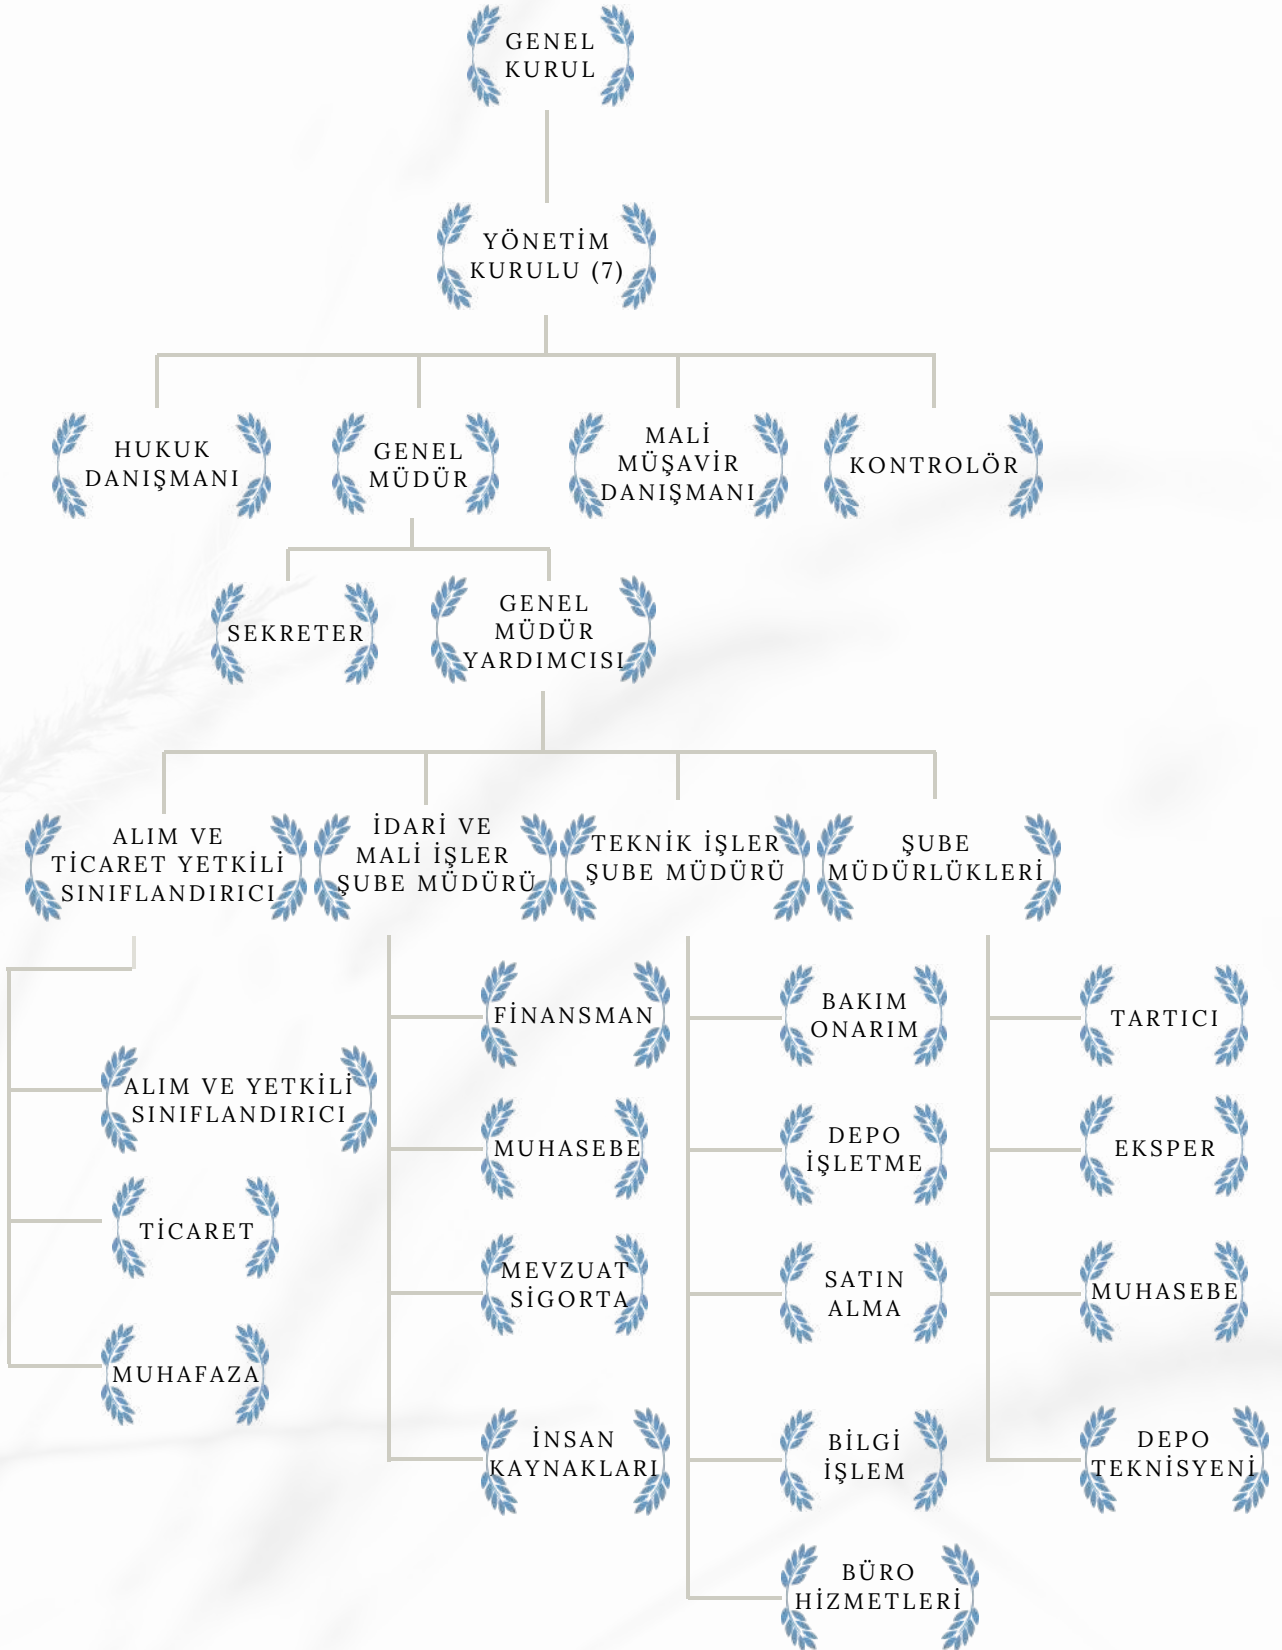 GENEL
KURUL
YÖNETİM
KURULU (7)
HUKUK
DANIŞMANI
GENEL
MÜDÜR
MALİ
MÜŞAVİR
DANIŞMANI
KONTROLÖR
SEKRETER
GENEL
MÜDÜR
YARDIMCISI
ALIM VE
TİCARET YETKİLİ
SINIFLANDIRICI
İDARİ VE
MALİ İŞLER
ŞUBE MÜDÜRÜ
TEKNİK İŞLER
ŞUBE MÜDÜRÜ
ŞUBE
MÜDÜRLÜKLERİ
ALIM VE YETKİLİ
SINIFLANDIRICI
TİCARET
MUHAFAZA
FİNANSMAN
MUHASEBE
MEVZUAT
SİGORTA
İNSAN
KAYNAKLARI
BAKIM
ONARIM
DEPO
İŞLETME
SATIN
ALMA
BİLGİ
İŞLEM
BÜRO
HİZMETLERİ
TARTICI
EKSPER
MUHASEBE
DEPO
TEKNİSYENİ